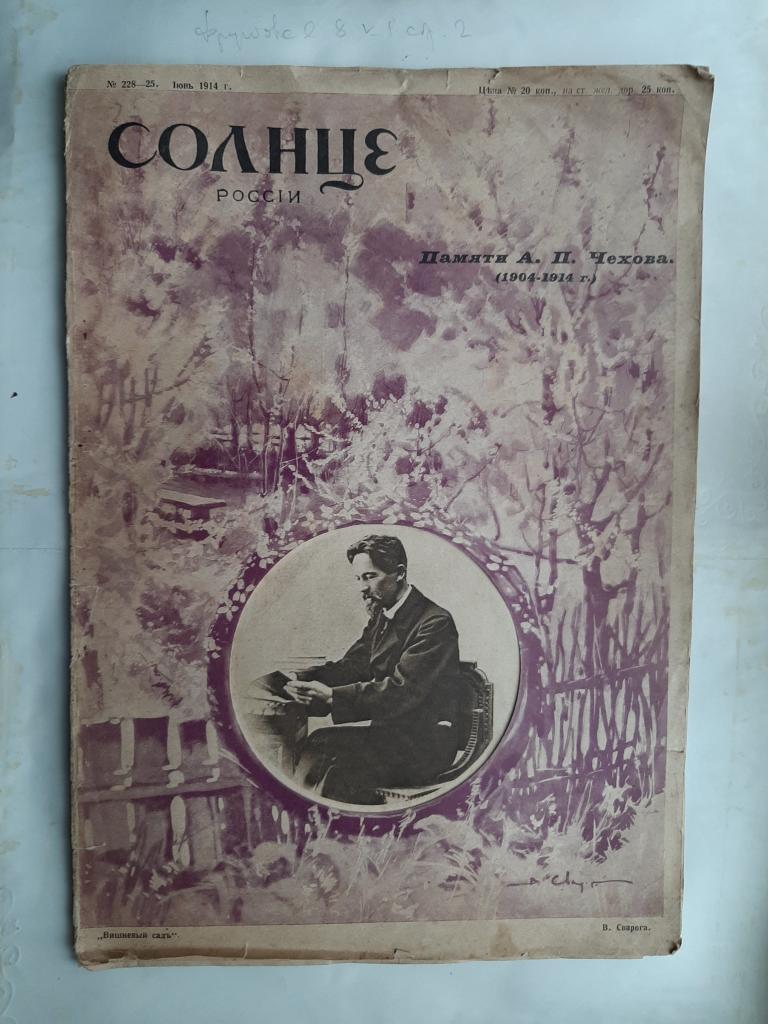 № 228—25. Іюнь 1914 г.
Цѣна № 20 коп., на ст. жел. дор. 25 коп.
СОЛНЦЕ
РОССІИ
Памяти А. П. Чехова.
(1904-1914 г.)
„Вишневый садъ“.
В. Сварога.